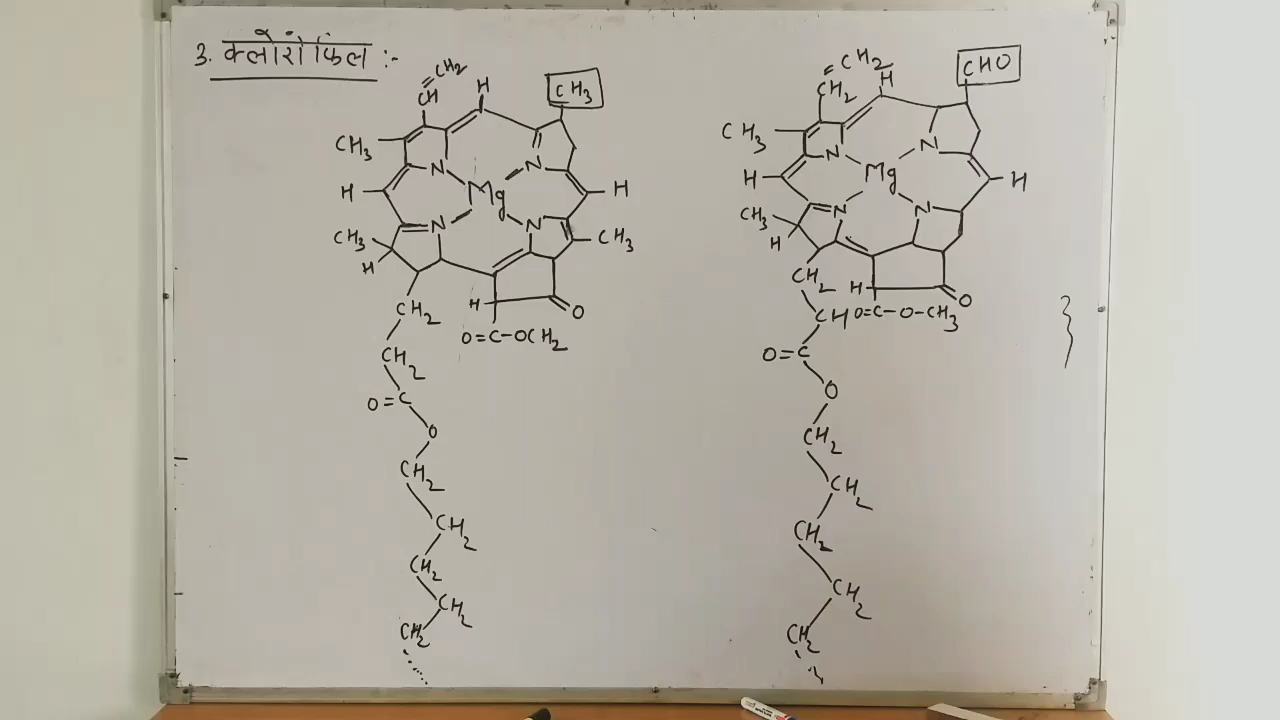 3. क्लोरोफिल :-
=CH2
CH
H
CH3
CH3
N
N
Mg
H
H
N
N
CH3
CH3
H
CH2
H
O
O=C-OCH2
CH2
O=C
O
CH2
CH2
CH2
CH2
CH2
=CH2
CH2
H
CHO
CH3
N
N
Mg
H
H
N
N
CH3
H
CH2
H
O
CH
O=C-O-CH3
O=C
O
CH2
CH2
CH2
CH2
CH2